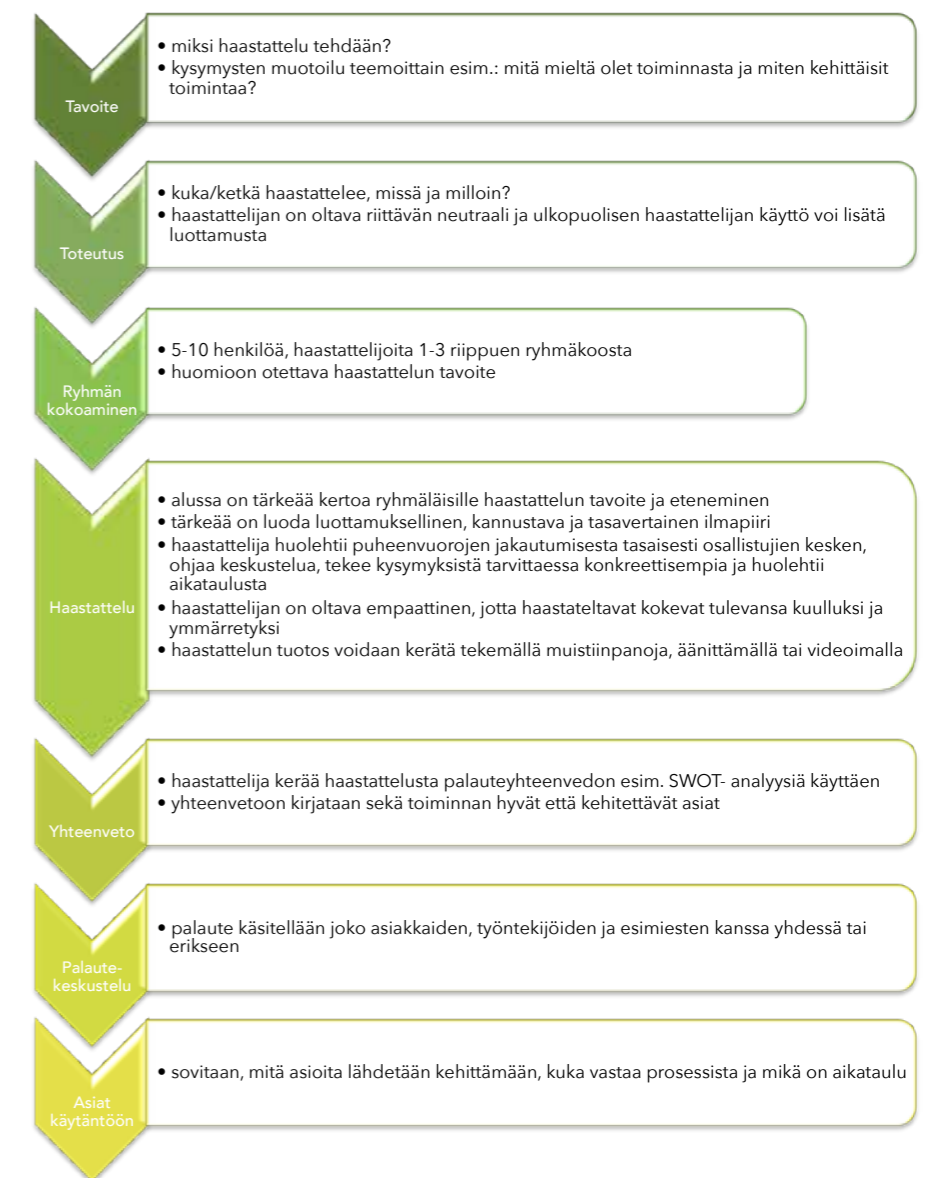 Tavoite
• miksi haastattelu tehdään?
• kysymysten muotoilu teemoittain esim.: mitä mieltä olet toiminnasta ja miten kehittäisit
toimintaa?
Toteutus
• kuka/ketkä haastattelee, missä ja milloin?
• haastattelijan on oltava riittävän neutraali ja ulkopuolisen haastattelijan käyttö voi lisätä
luottamusta
Ryhmän
kokoaminen
• 5-10 henkilöä, haastattelijoita 1-3 riippuen ryhmäkoosta
• huomioon otettava haastattelun tavoite
Haastattelu
• alussa on tärkeää kertoa ryhmäläisille haastattelun tavoite ja eteneminen
• tärkeää on luoda luottamuksellinen, kannustava ja tasavertainen ilmapiiri
• haastattelija huolehtii puheenvuorojen jakautumisesta tasaisesti osallistujien kesken,
ohjaa keskustelua, tekee kysymyksistä tarvittaessa konkreettisempia ja huolehtii
aikataulusta
• haastattelijan on oltava empaattinen, jotta haastateltavat kokevat tulevansa kuulluksi ja
ymmärretyksi
• haastattelun tuotos voidaan kerätä tekemällä muistiinpanoja, äänittämällä tai videoimalla
Yhteenveto
• haastattelija kerää haastattelusta palauteyhteenvedon esim. SWOT- analyysiä käyttäen
• yhteenvetoon kirjataan sekä toiminnan hyvät että kehitettävät asiat
Palaute-
keskustelu
• palaute käsitellään joko asiakkaiden, työntekijöiden ja esimiesten kanssa yhdessä tai
erikseen
Asiat
käytäntöön
• sovitaan, mitä asioita lähdetään kehittämään, kuka vastaa prosessista ja mikä on aikataulu